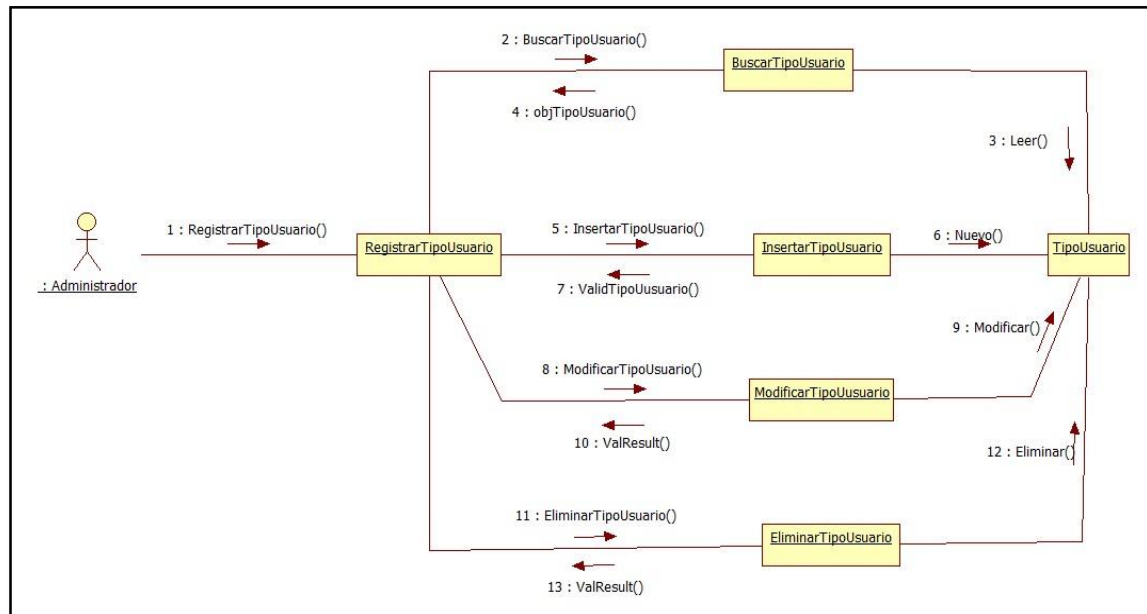 2 : BuscarTipoUsuario()
BuscarTipoUsuario
4 : objTipoUsuario()
3 : Leer()
1 : RegistrarTipoUsuario()
5 : InsertarTipoUsuario()
6 : Nuevo()
RegistrarTipoUsuario
InsertarTipoUsuario
TipoUsuario
: Administrador
7 : ValidTipoUusuario()
9 : Modificar()
8 : ModificarTipoUsuario()
ModificarTipoUusuario
10 : ValResult()
12 : Eliminar()
11 : EliminarTipoUsuario()
EliminarTipoUsuario
13 : ValResult()